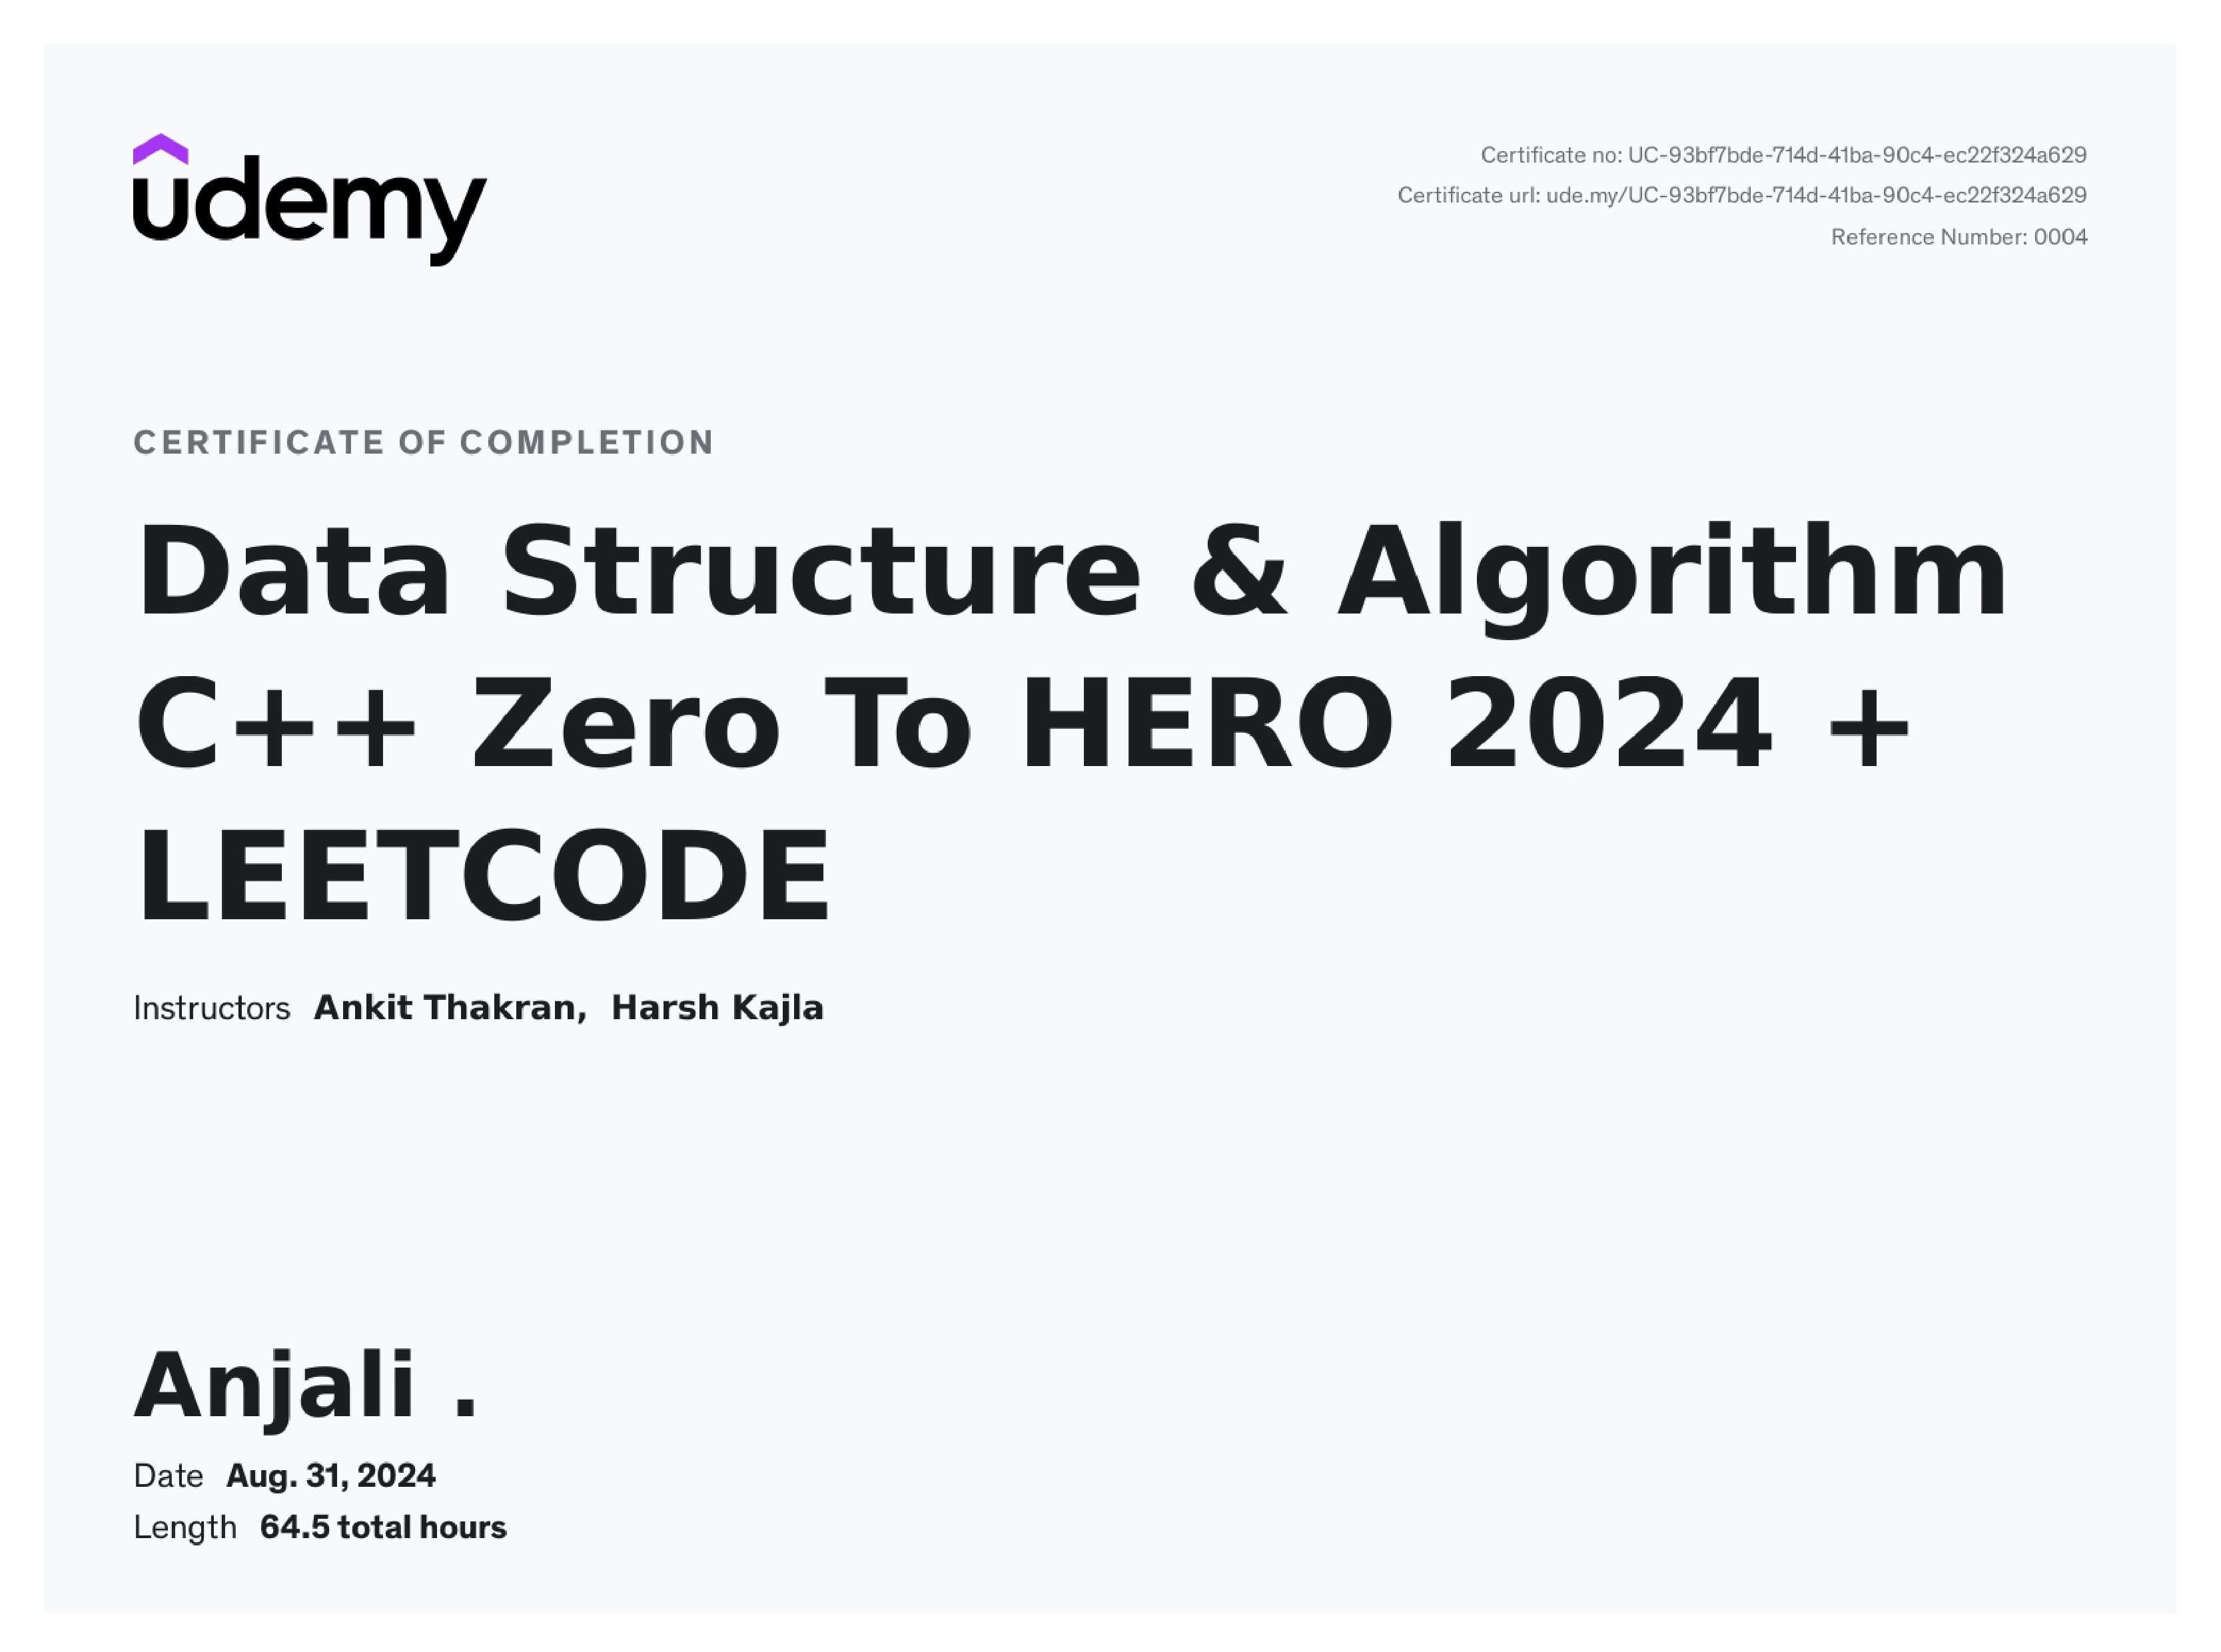 udemy
Certificate no: UC-93bf7bde-714d-41ba-90c4-ec22f324a629
Certificate url: ude.my/UC-93bf7bde-714d-41ba-90c4-ec22f324a629
Reference Number: 0004
CERTIFICATE OF COMPLETION
Data Structure & Algorithm
C++ Zero To HERO 2024 +
LEETCODE
Instructors Ankit Thakran, Harsh Kajla
Anjali .
Date Aug. 31, 2024
Length 64.5 total hours